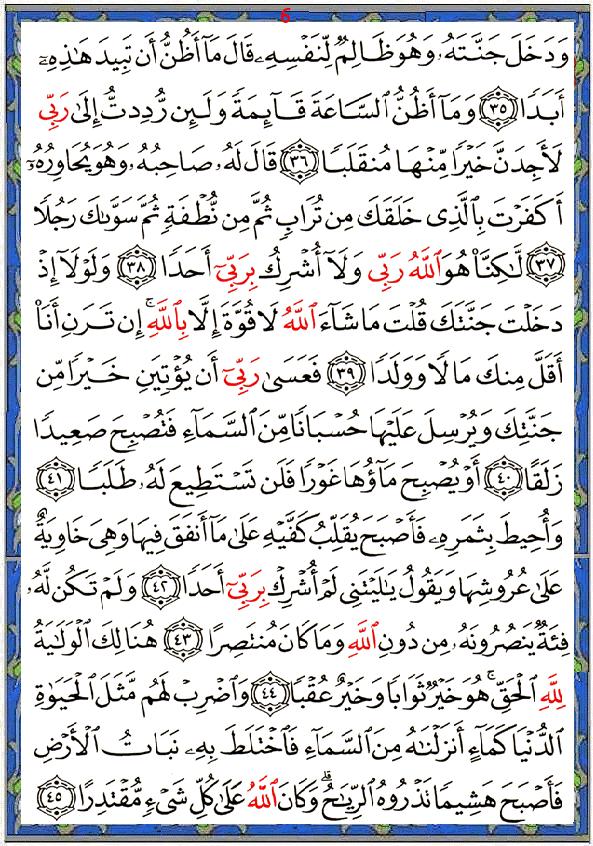 6
وَدَخَلَ جَنَّتَهُۥ وَهُوَ ظَالِمٌ لِّنَفْسِهِۦ قَالَ مَآ أَظُنُّ أَن تَبِيدَ هَٰذِهِۦٓ
أَبَدًا ٣٥ وَمَآ أَظُنُّ ٱلسَّاعَةَ قَآئِمَةً وَلَئِن رُّدِدتُّ إِلَىٰ رَبِّى
لَأَجِدَنَّ خَيْرًا مِّنْهَا مُنقَلَبًا ٣٦ قَالَ لَهُۥ صَاحِبُهُۥ وَهُوَ يُحَاوِرُهُۥٓ
أَكَفَرْتَ بِٱلَّذِى خَلَقَكَ مِن تُرَابٍ ثُمَّ مِن نُّطْفَةٍ ثُمَّ سَوَّىٰكَ رَجُلًا
٣٧ لَّٰكِنَّا۠ هُوَ ٱللَّهُ رَبِّى وَلَآ أُشْرِكُ بِرَبِّىٓ أَحَدًا ٣٨ وَلَوْلَآ إِذْ
دَخَلْتَ جَنَّتَكَ قُلْتَ مَا شَآءَ ٱللَّهُ لَا قُوَّةَ إِلَّا بِٱللَّهِ ۚ إِن تَرَنِ أَنَا۠
أَقَلَّ مِنكَ مَالًا وَوَلَدًا ٣٩ فَعَسَىٰ رَبِّىٓ أَن يُؤْتِيَنِ خَيْرًا مِّن
جَنَّتِكَ وَيُرْسِلَ عَلَيْهَا حُسْبَانًا مِّنَ ٱلسَّمَآءِ فَتُصْبِحَ صَعِيدًا
زَلَقًا ٤٠ أَوْ يُصْبِحَ مَآؤُهَا غَوْرًا فَلَن تَسْتَطِيعَ لَهُۥ طَلَبًا ٤١
وَأُحِيطَ بِثَمَرِهِۦ فَأَصْبَحَ يُقَلِّبُ كَفَّيْهِ عَلَىٰ مَآ أَنفَقَ فِيهَا وَهِىَ خَاوِيَةٌ
عَلَىٰ عُرُوشِهَا وَيَقُولُ يَٰلَيْتَنِى لَمْ أُشْرِكْ بِرَبِّىٓ أَحَدًا ٤٢ وَلَمْ تَكُن لَّهُۥ
فِئَةٌ يَنصُرُونَهُۥ مِن دُونِ ٱللَّهِ وَمَا كَانَ مُنتَصِرًا ٤٣ هُنَالِكَ ٱلْوَلَٰيَةُ
لِلَّهِ ٱلْحَقِّ ۚ هُوَ خَيْرٌ ثَوَابًا وَخَيْرٌ عُقْبًا ٤٤ وَٱضْرِبْ لَهُم مَّثَلَ ٱلْحَيَوٰةِ
ٱلدُّنْيَا كَمَآءٍ أَنزَلْنَٰهُ مِنَ ٱلسَّمَآءِ فَٱخْتَلَطَ بِهِۦ نَبَاتُ ٱلْأَرْضِ
فَأَصْبَحَ هَشِيمًا تَذْرُوهُ ٱلرِّيَٰحُ ۗ وَكَانَ ٱللَّهُ عَلَىٰ كُلِّ شَىْءٍ مُّقْتَدِرًا ٤٥